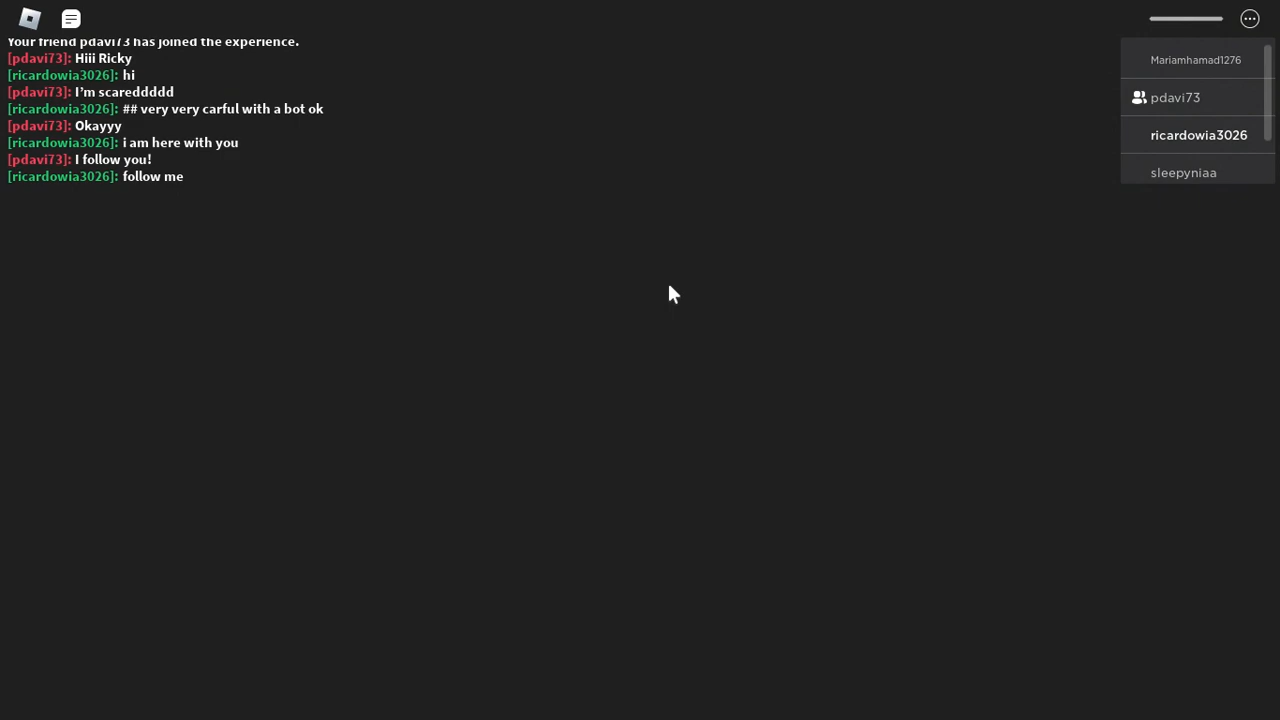 Your friend pdavi73 has joined the experience.
[pdavi73]: Hiii Ricky
[ricardowia3026]: hi
[pdavi73]: I'm scareddddd
[ricardowia3026]: ## very very carful with a bot ok
[pdavi73]: Okayyy
[ricardowia3026]: i am here with you
[pdavi73]: I follow you!
[ricardowia3026]: follow me
Mariamhamad1276
pdavi73
ricardowia3026
sleepyniaa